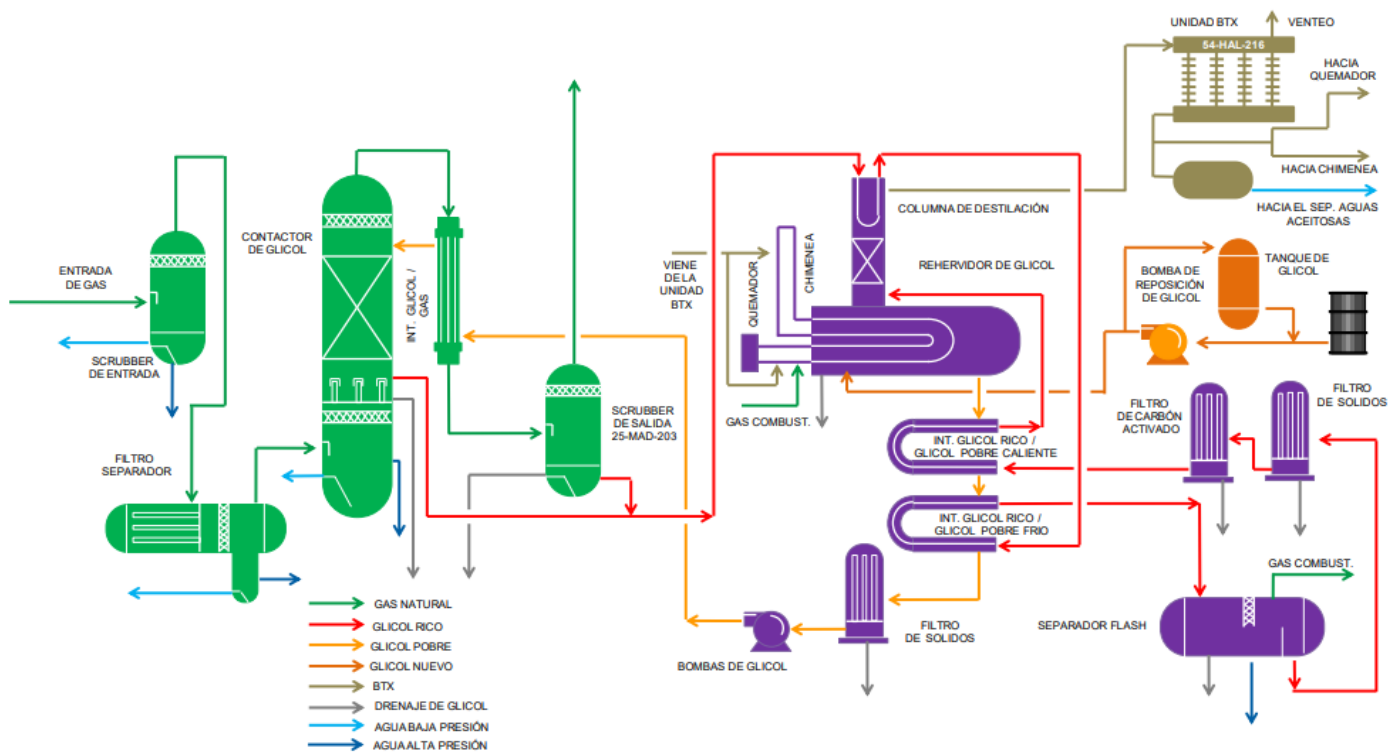 UNIDAD BTX
VENTEO
54-HAL-216
HACIA
QUEMADOR
HACIA CHIMENEA
HACIA EL SEP. AGUAS
ACEITOSAS
COLUMNA DE DESTILACIÓN
CONTACTOR
DE GLICOL
ENTRADA
DE GAS
INT. GLICOL /
GAS
VIENE
DE LA
UNIDAD
BTX
QUEMADOR
CHIMENEA
REHERVIDOR DE GLICOL
BOMBA DE
REPOSICIÓN
DE GLICOL
TANQUE DE
GLICOL
SCRUBBER
DE ENTRADA
SCRUBBER
DE SALIDA
25-MAD-203
GAS COMBUST.
FILTRO
DE CARBÓN
ACTIVADO
FILTRO
DE SOLIDOS
INT. GLICOL RICO /
GLICOL POBRE CALIENTE
FILTRO
SEPARADOR
INT. GLICOL RICO /
GLICOL POBRE FRIO
GAS COMBUST.
GAS NATURAL
GLICOL RICO
GLICOL POBRE
GLICOL NUEVO
BTX
DRENAJE DE GLICOL
AGUA BAJA PRESIÓN
AGUA ALTA PRESIÓN
BOMBAS DE GLICOL
FILTRO
DE SOLIDOS
SEPARADOR FLASH